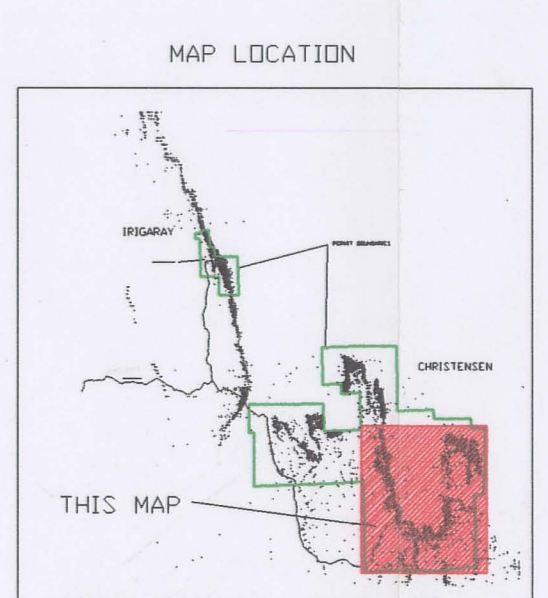 MAP LOCATION
IRIGARAY
PERMIT BOUNDARIES
CHRISTENSEN
THIS MAP